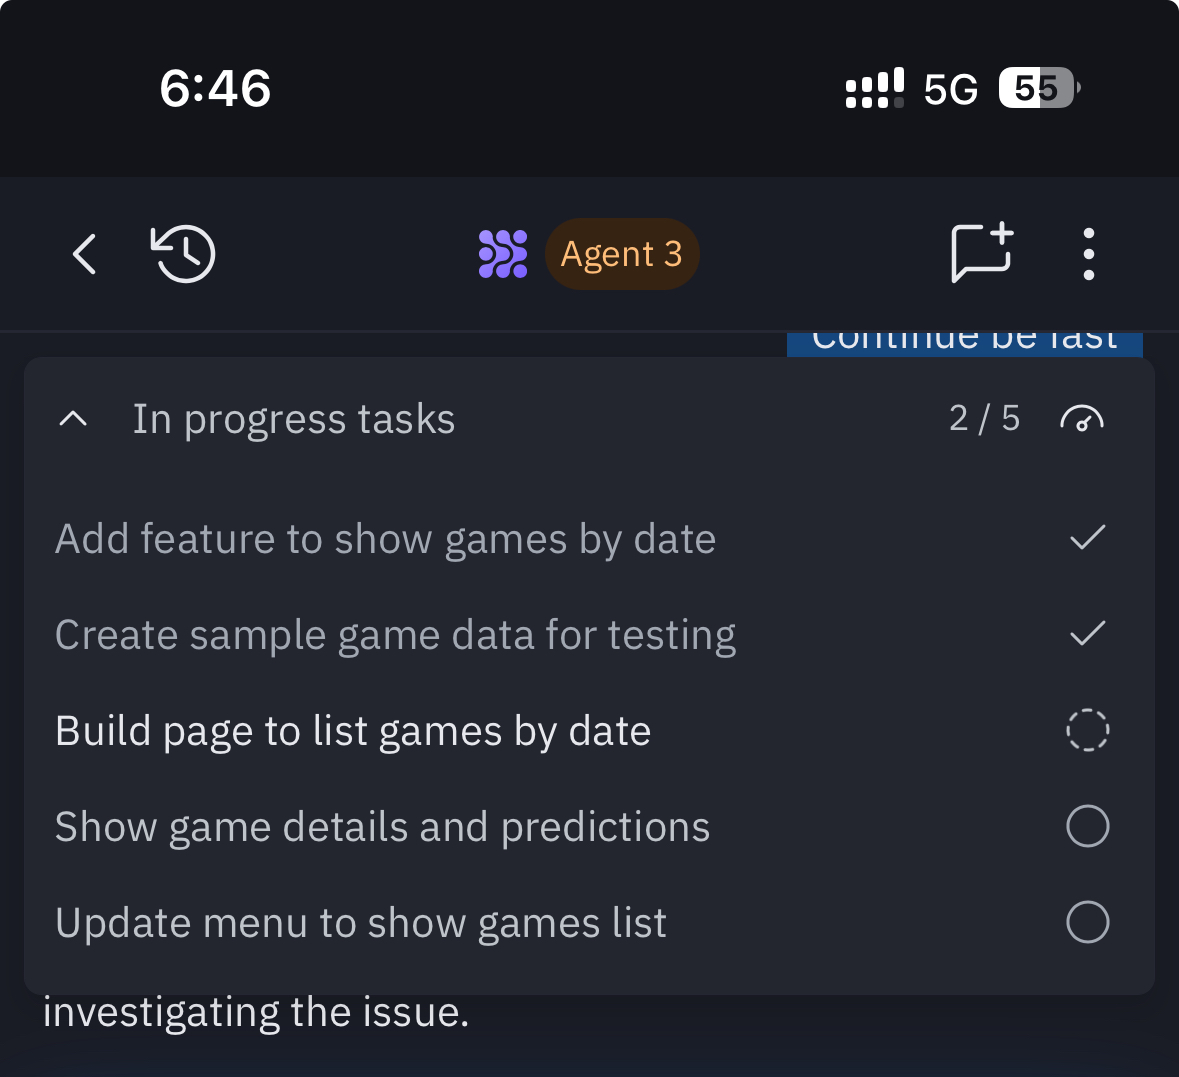 6:46
5G
55
Agent 3
Continue be fast
In progress tasks
2 / 5
Add feature to show games by date
Create sample game data for testing
Build page to list games by date
Show game details and predictions
Update menu to show games list
investigating the issue.